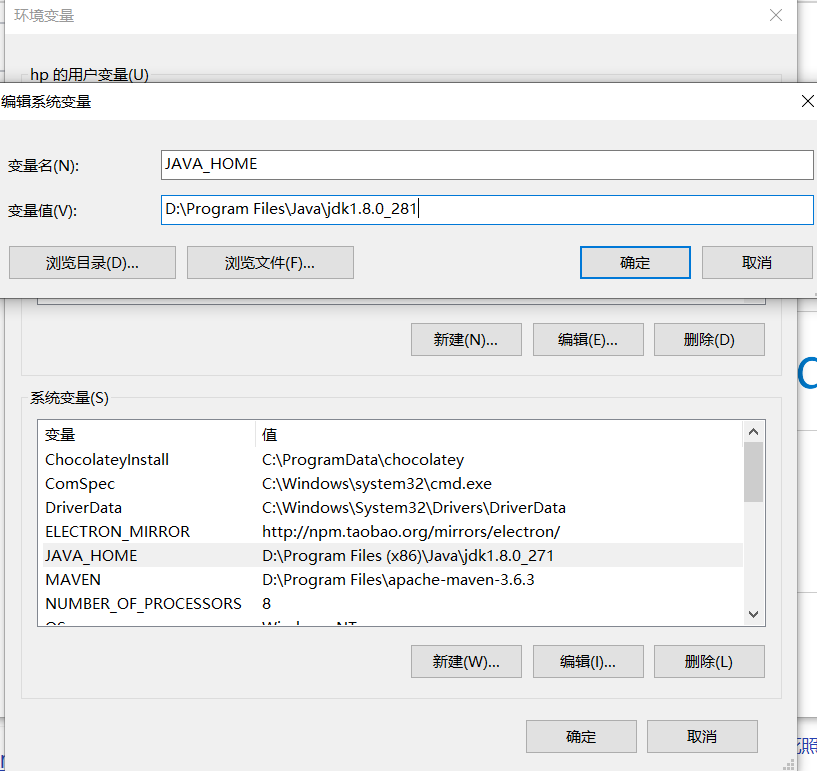 环境变量
hp 的用户变量(U)
编辑系统变量
变量名(N):
JAVA_HOME
变量值(V):
D:\Program Files\Java\jdk1.8.0_281
浏览目录(D)...
浏览文件(F)...
确定
取消
新建(N)...
编辑(E)...
删除(D)
系统变量(S)
变量 值
ChocolateyInstall C:\ProgramData\chocolatey
ComSpec C:\Windows\system32\cmd.exe
DriverData C:\Windows\System32\Drivers\DriverData
ELECTRON_MIRROR http://npm.taobao.org/mirrors/electron/
JAVA_HOME D:\Program Files (x86)\Java\jdk1.8.0_271
MAVEN D:\Program Files\apache-maven-3.6.3
NUMBER_OF_PROCESSORS 8
OS Windows_NT
新建(W)...
编辑(I)...
删除(L)
确定
取消